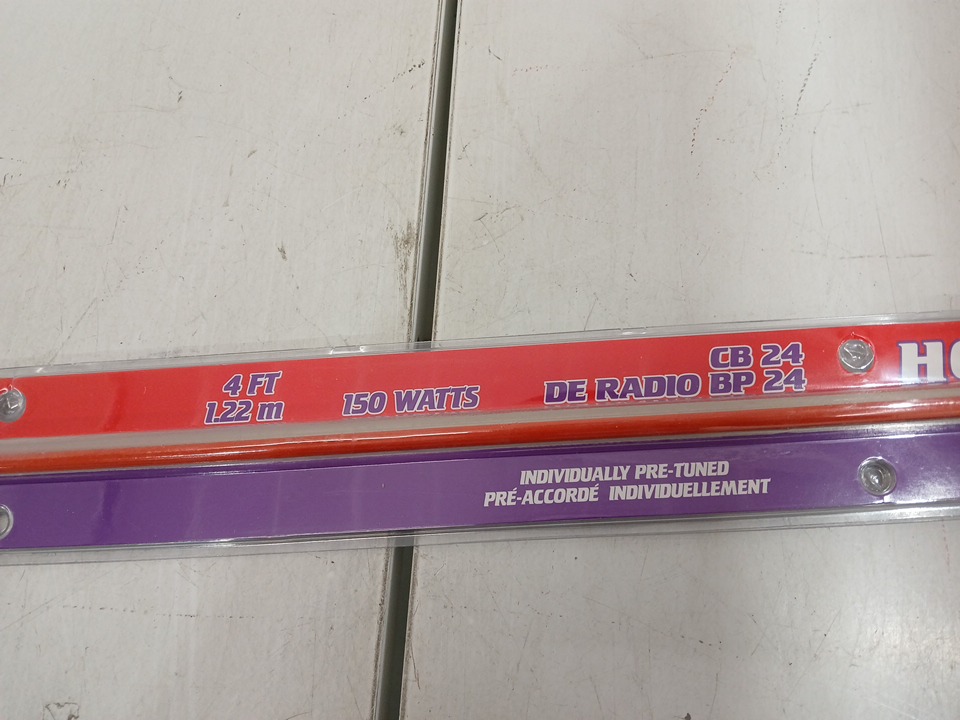 4 FT
1.22 m
150 WATTS
CB 24
DE RADIO BP 24
INDIVIDUALLY PRE-TUNED
PRÉ-ACCORDÉ INDIVIDUELLEMENT